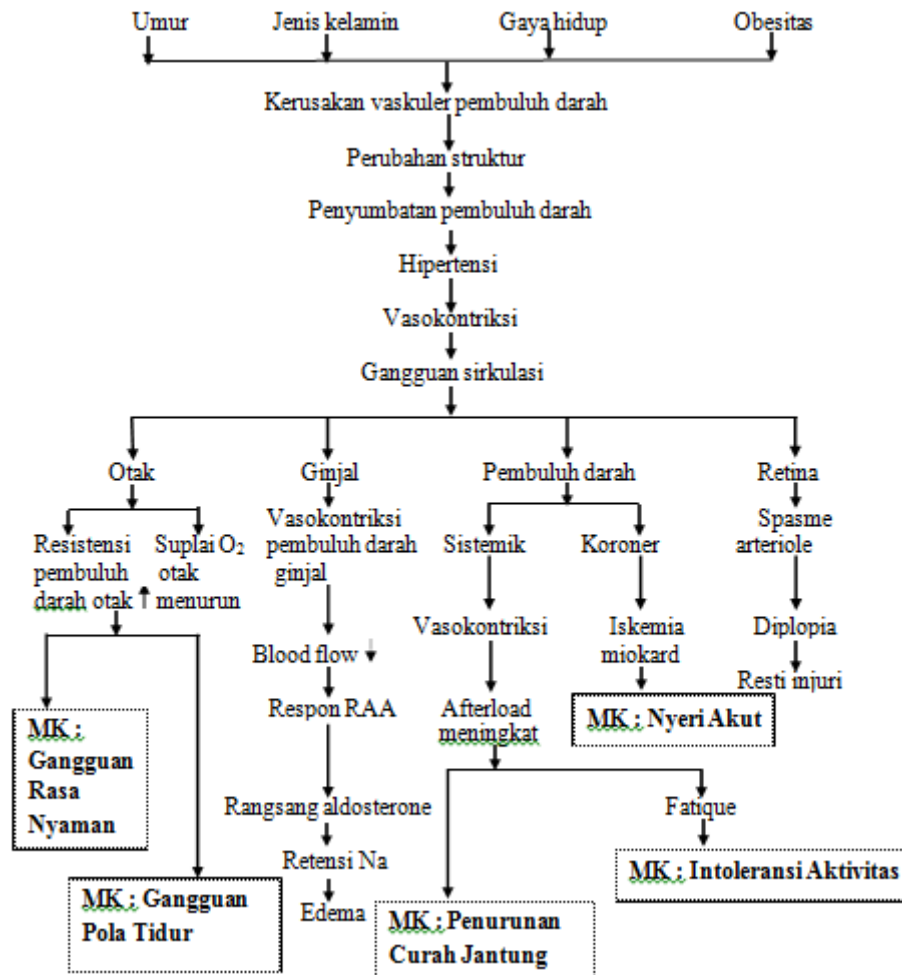 Umur
Jenis kelamin
Gaya hidup
Obesitas
Kerusakan vaskuler pembuluh darah
Perubahan struktur
Penyumbatan pembuluh darah
Hipertensi
Vasokontriksi
Gangguan sirkulasi
Otak
Ginjal
Pembuluh darah
Retina
Resistensi
pembuluh
darah otak ↑
Suplai O₂
otak
menurun
Vasokontriksi
pembuluh darah
ginjal
Sistemik
Koroner
Spasme
arteriole
Blood flow ↓
Vasokontriksi
Iskemia
miokard
Diplopia
Resti injuri
Respon RAA
Afterload
meningkat
MK : Nyeri Akut
MK :
Gangguan
Rasa
Nyaman
Rangsang aldosterone
Fatique
Retensi Na
MK : Intoleransi Aktivitas
Edema
MK : Gangguan
Pola Tidur
MK : Penurunan
Curah Jantung